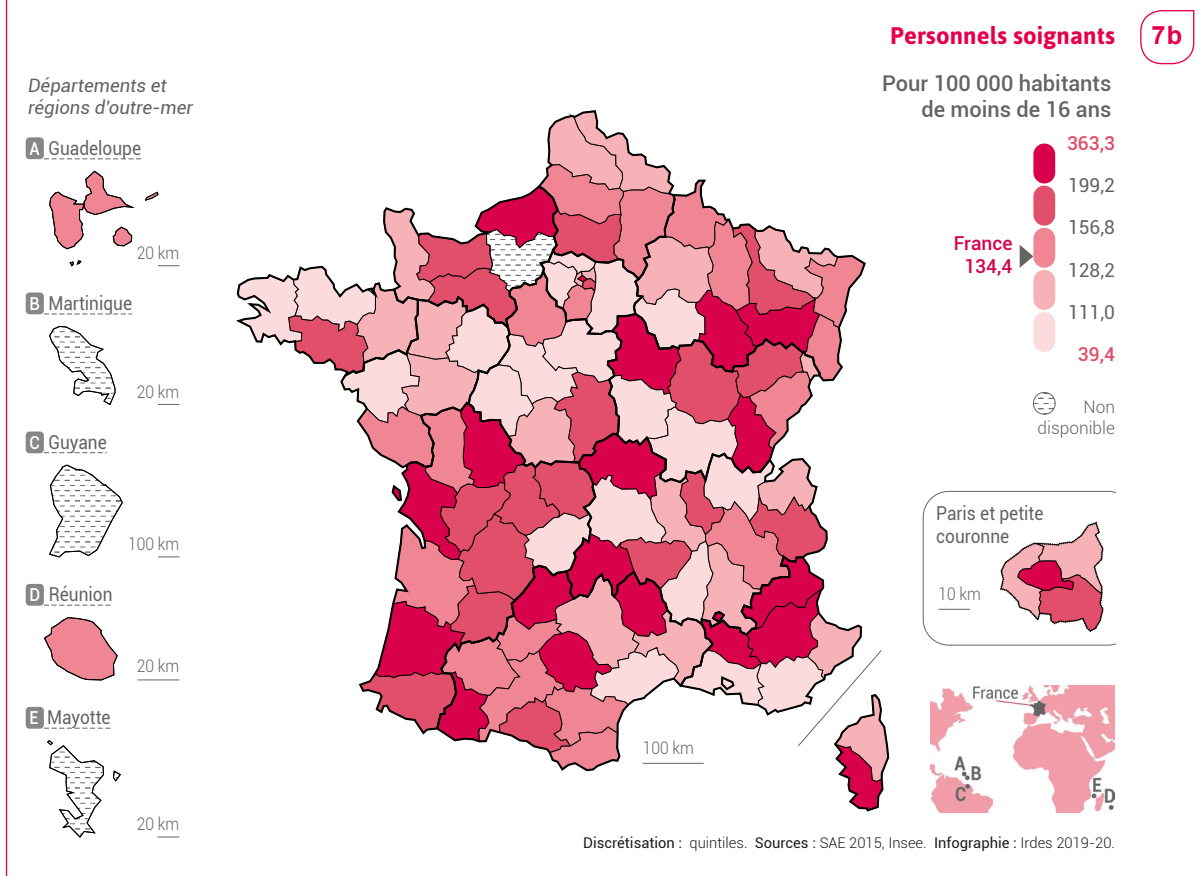 Personnels soignants
7b
Pour 100 000 habitants
de moins de 16 ans
363,3
199,2
156,8
128,2
111,0
39,4
France
134,4
Non
disponible
Départements et
régions d'outre-mer
A Guadeloupe
20 km
B Martinique
20 km
C Guyane
100 km
D Réunion
20 km
E Mayotte
20 km
100 km
Paris et petite
couronne
10 km
France
A
B
C
E
D
Discrétisation : quintiles. Sources : SAE 2015, Insee. Infographie : Irdes 2019-20.